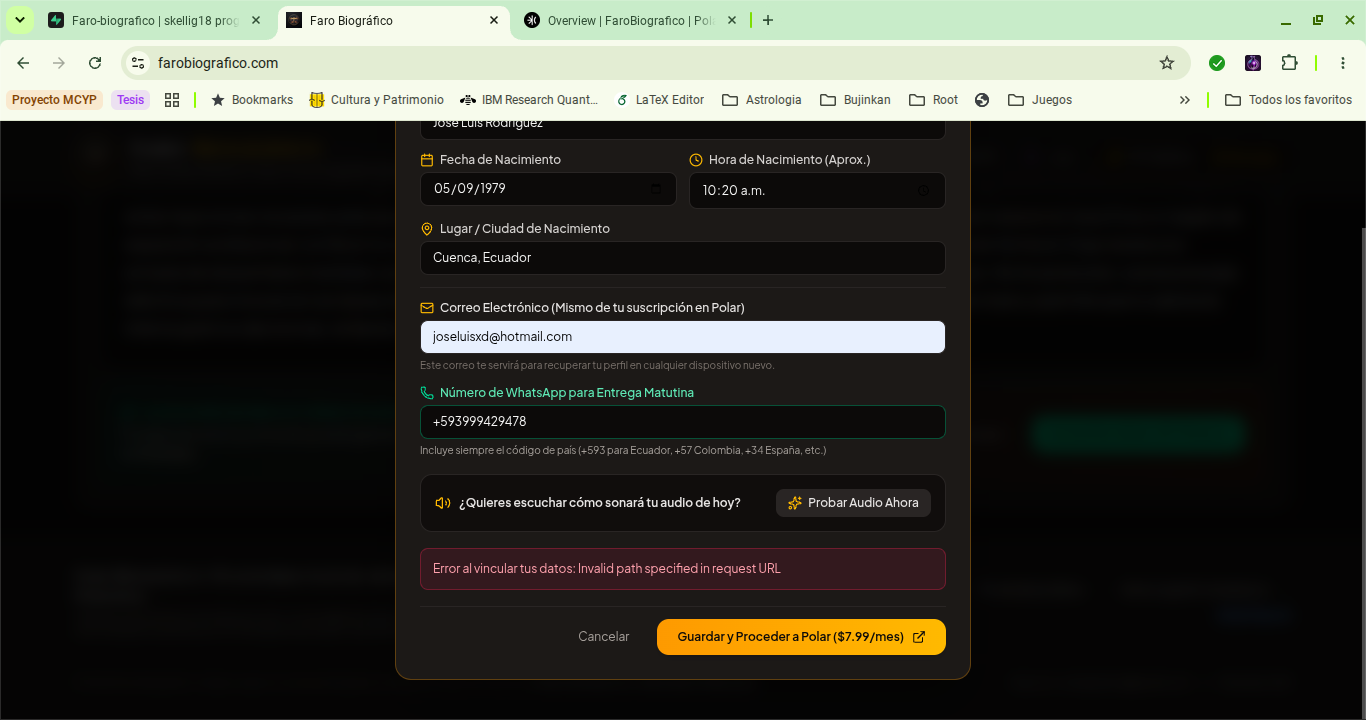 Faro-biografico | skellig18 prog
Faro Biográfico
Overview | FaroBiografico | Pola
farobiografico.com
Proyecto MCYP
Tesis
Bookmarks
Cultura y Patrimonio
IBM Research Quant...
LaTeX Editor
Astrologia
Bujinkan
Root
Juegos
Todos los favoritos
Jose Luis Rodriguez
Fecha de Nacimiento
Hora de Nacimiento (Aprox.)
05/09/1979
10:20 a.m.
Lugar / Ciudad de Nacimiento
Cuenca, Ecuador
Correo Electrónico (Mismo de tu suscripción en Polar)
joseluisxd@hotmail.com
Este correo te servirá para recuperar tu perfil en cualquier dispositivo nuevo.
Número de WhatsApp para Entrega Matutina
+593999429478
Incluye siempre el código de país (+593 para Ecuador, +57 Colombia, +34 España, etc.)
¿Quieres escuchar cómo sonará tu audio de hoy?
Probar Audio Ahora
Error al vincular tus datos: Invalid path specified in request URL
Cancelar
Guardar y Proceder a Polar ($7.99/mes)